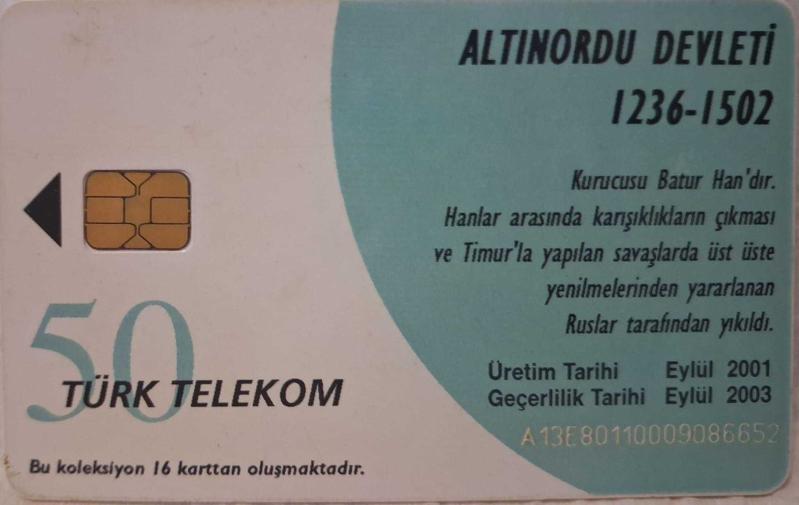 ALTINORDU DEVLETİ
1236-1502
Kurucusu Batur Han'dır.
Hanlar arasında karışıklıkların çıkması
ve Timur'la yapılan savaşlarda üst üste
yenilmelerinden yararlanan
Ruslar tarafından yıkıldı.
Üretim Tarihi Eylül 2001
Geçerlilik Tarihi Eylül 2003
A13E80110009086652
50
TÜRK TELEKOM
Bu koleksiyon 16 karttan oluşmaktadır.